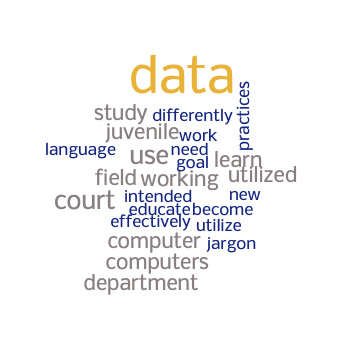 data
study differently practices
juvenile work
language use need
goal learn
field working utilized
court intended new
educate become
effectively utilize
computer jargon
computers
department